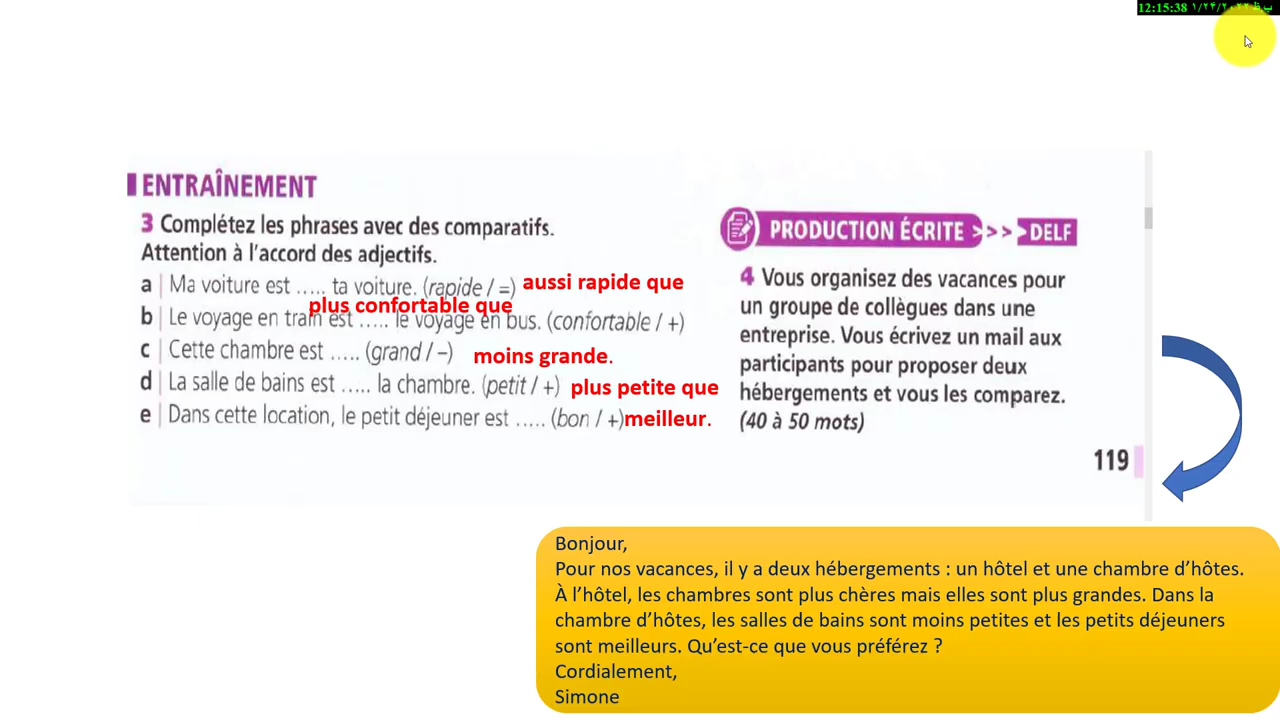 12:15:38 ۱/۲۴/۲۰۲۲ ب.ظ
ENTRAÎNEMENT
3 Complétez les phrases avec des comparatifs.
Attention à l'accord des adjectifs.
a | Ma voiture est ..... ta voiture. (rapide / =) aussi rapide que
plus confortable que
b | Le voyage en train est ..... le voyage en bus. (confortable / +)
c | Cette chambre est ..... (grand / –) moins grande.
d | La salle de bains est ..... la chambre. (petit / +) plus petite que
e | Dans cette location, le petit déjeuner est ..... (bon / +) meilleur.
PRODUCTION ÉCRITE >>> DELF
4 Vous organisez des vacances pour
un groupe de collègues dans une
entreprise. Vous écrivez un mail aux
participants pour proposer deux
hébergements et vous les comparez.
(40 à 50 mots)
119
Bonjour,
Pour nos vacances, il y a deux hébergements : un hôtel et une chambre d'hôtes.
À l'hôtel, les chambres sont plus chères mais elles sont plus grandes. Dans la
chambre d'hôtes, les salles de bains sont moins petites et les petits déjeuners
sont meilleurs. Qu'est-ce que vous préférez ?
Cordialement,
Simone